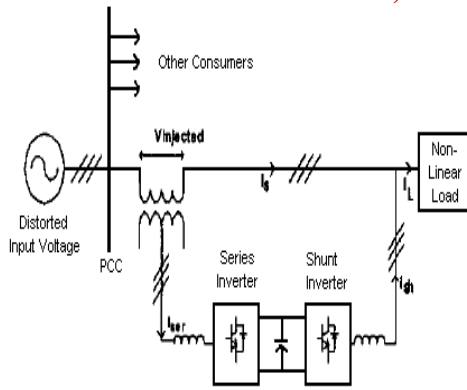 Other Consumers
Vinjected
Non-
Linear
Load
Is
IL
Distorted
Input Voltage
PCC
Series
Inverter
Shunt
Inverter
Ish
Iser